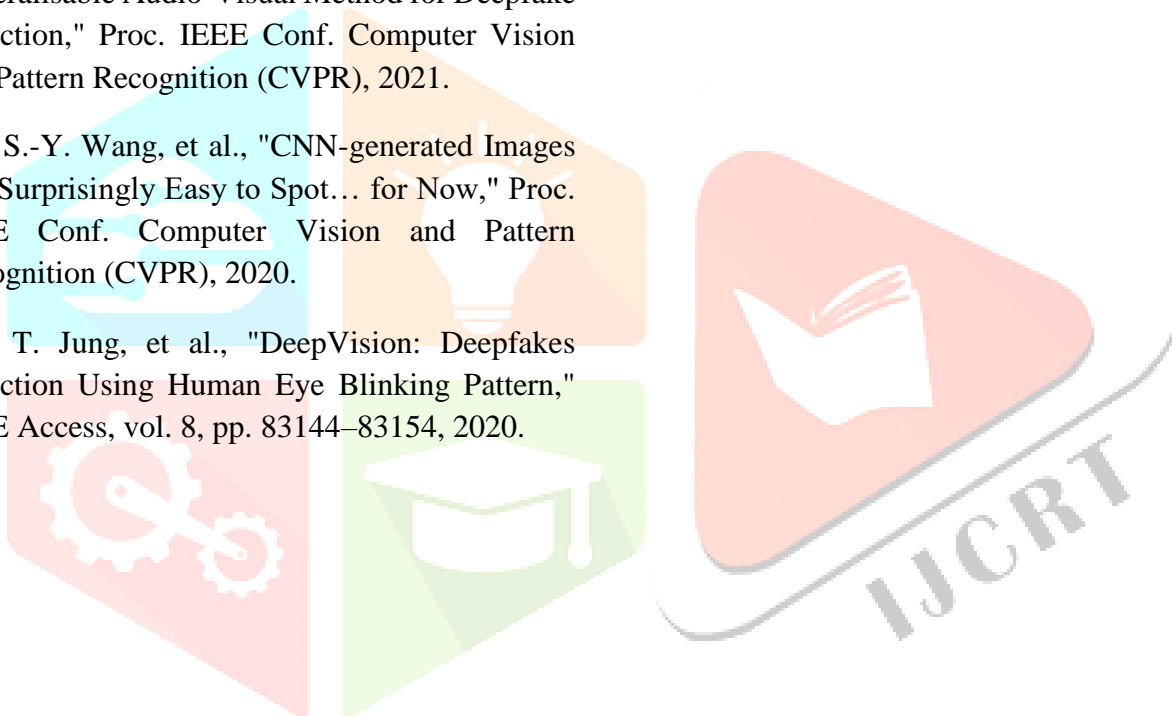 eralisable Audio-Visual Method for Deepfake
ction," Proc. IEEE Conf. Computer Vision
Pattern Recognition (CVPR), 2021.
S.-Y. Wang, et al., "CNN-generated Images
Surprisingly Easy to Spot… for Now," Proc.
E Conf. Computer Vision and Pattern
ognition (CVPR), 2020.
T. Jung, et al., "DeepVision: Deepfakes
ction Using Human Eye Blinking Pattern,"
E Access, vol. 8, pp. 83144–83154, 2020.
IJCRT